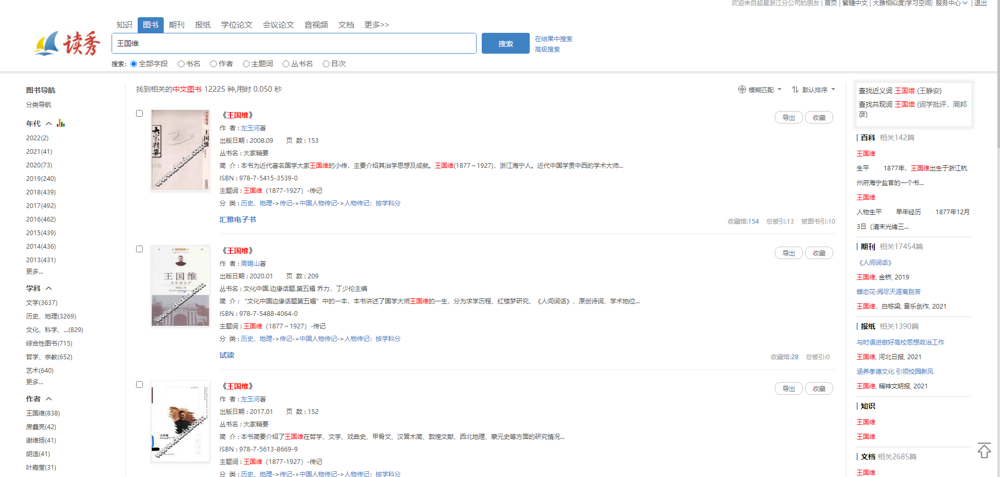 欢迎来自超星浙江分公司的朋友 | 首页 | 繁體中文 | 大雅相似度|学习空间| 服务中心 | 退出
知识 图书 期刊 报纸 学位论文 会议论文 音视频 文档 更多>>
读秀
王国维
搜索
在结果中搜索
高级搜索
搜索: 全部字段 书名 作者 主题词 丛书名 目次
图书导航
分类导航
年代
2022(2)
2021(41)
2020(73)
2019(240)
2018(439)
2017(492)
2016(462)
2015(439)
2014(436)
2013(431)
更多...
学科
文学(3637)
历史、地理(3269)
文化、科学、...(829)
综合性图书(715)
哲学、宗教(652)
艺术(640)
更多...
作者
王国维(838)
房鑫亮(42)
谢维扬(41)
胡适(41)
叶嘉莹(31)
找到相关的中文图书 12225 种,用时 0.050 秒
模糊匹配 默认排序
大家精要
王国维
www.duxiu.com
《王国维》
导出 收藏
作 者 : 左玉河著
出版日期 : 2008.09 页 数 : 153
丛书名 : 大家精要
简 介 : 本书为近代著名国学大家王国维的小传，主要介绍其治学思想及成就。王国维(1877～1927)，浙江海宁人。近代中国学贯中西的学术大师...
ISBN : 978-7-5415-3539-0
主题词 : 王国维（1877-1927）-传记
分 类 : 历史、地理->传记->中国人物传记->人物传记：按学科分
汇雅电子书
收藏馆:154 总被引:13 被图书引:10
王国维
www.duxiu.com
《王国维》
导出 收藏
作 者 : 周锡山著
出版日期 : 2020.01 页 数 : 209
丛书名 : 文化中国.边缘话题.第五辑 乔力，丁少伦主编
简 介 : “文化中国边缘话题第五辑”中的一本，本书讲述了国学大师王国维的一生，分为求学历程、红楼梦研究、《人间词话》、原创诗词、学术地位...
ISBN : 978-7-5488-4064-0
主题词 : 王国维（1877～1927）-传记
分 类 : 历史、地理->传记->中国人物传记->人物传记：按学科分
试读
收藏馆:28 总被引:0
王国维
www.duxiu.com
《王国维》
导出 收藏
作 者 : 左玉河著
出版日期 : 2017.01 页 数 : 152
丛书名 : 大家精要
简 介 : 本书简要介绍了王国维在哲学、文学、戏曲史、甲骨文、汉晋木简、敦煌文献、西北地理、蒙元史等方面的研究情况...
ISBN : 978-7-5613-8669-9
主题词 : 王国维（1877-1927）-传记
分 类 : 历史、地理->传记->中国人物传记->人物传记：按学科分
查找近义词 王国维 (王静安)
查找共现词 王国维 (词学批评，周邦
彦)
百科 相关142篇
王国维
生平 1877年，王国维出生于浙江杭
州府海宁盐官的一个书...
王国维
人物生平 早年经历 1877年12月
3日（清末光绪三...
期刊 相关17454篇
《人间词话》
王国维, 金桥, 2019
蝶恋花·阅尽天涯离别苦
王国维，白栋梁, 音乐创作, 2021
报纸 相关1390篇
与时俱进做好高校思想政治工作
王国维, 河北日报, 2021
涵养孝德文化 引领校园新风
王国维, 精神文明报, 2021
知识
王国维
王国维
文档 相关2685篇
王国维